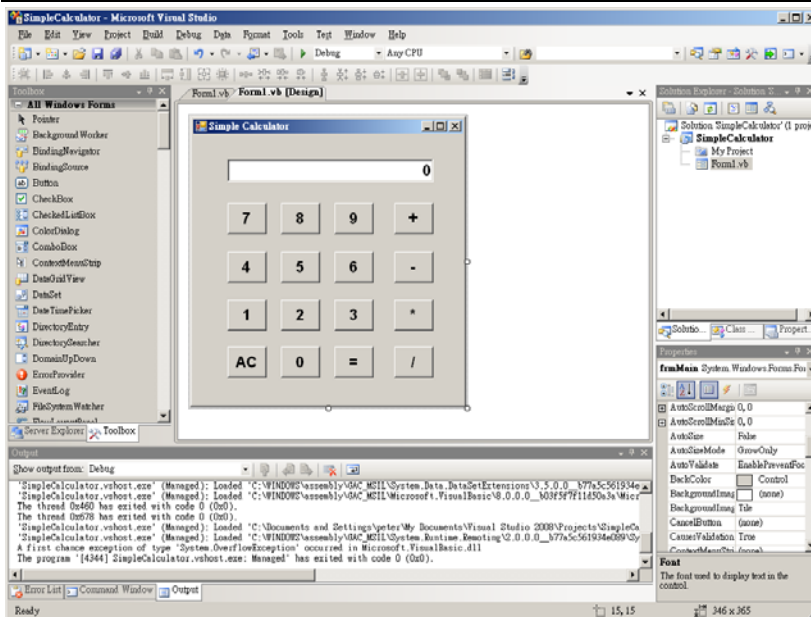 SimpleCalculator - Microsoft Visual Studio
File Edit View Project Build Debug Data Format Tools Test Window Help
Debug Any CPU
Toolbox
All Windows Forms
Pointer
BackgroundWorker
BindingNavigator
BindingSource
Button
CheckBox
CheckedListBox
ColorDialog
ComboBox
ContextMenuStrip
DataGridView
DataSet
DateTimePicker
DirectoryEntry
DirectorySearcher
DomainUpDown
ErrorProvider
EventLog
FileSystemWatcher
FlowLayoutPanel
Server Explorer Toolbox
Form1.vb Form1.vb [Design]
Simple Calculator
0
7 8 9 +
4 5 6 -
1 2 3 *
AC 0 = /
Solution Explorer - Solution 'S...
Solution 'SimpleCalculator' (1 proj
SimpleCalculator
My Project
Form1.vb
Solutio... Class ... Propert...
Properties
frmMain System.Windows.Forms.For
AutoScrollMargin 0, 0
AutoScrollMinSiz 0, 0
AutoSize False
AutoSizeMode GrowOnly
AutoValidate EnablePreventFoc
BackColor Control
BackgroundImag (none)
BackgroundImag Tile
CancelButton (none)
CausesValidation True
ContextMenuStri (none)
Font
The font used to display text in the
control.
Output
Show output from: Debug
'SimpleCalculator.vshost.exe' (Managed): Loaded 'C:\WINDOWS\assembly\GAC_MSIL\System.Data.DataSetExtensions\3.5.0.0__b77a5c561934e
'SimpleCalculator.vshost.exe' (Managed): Loaded 'C:\WINDOWS\assembly\GAC_MSIL\Microsoft.VisualBasic\8.0.0.0__b03f5f7f11d50a3a\Micr
The thread 0x460 has exited with code 0 (0x0).
The thread 0x678 has exited with code 0 (0x0).
'SimpleCalculator.vshost.exe' (Managed): Loaded 'C:\Documents and Settings\peter\My Documents\Visual Studio 2008\Projects\SimpleCa
'SimpleCalculator.vshost.exe' (Managed): Loaded 'C:\WINDOWS\assembly\GAC_MSIL\System.Runtime.Remoting\2.0.0.0__b77a5c561934e089\Sy
A first chance exception of type 'System.OverflowException' occurred in Microsoft.VisualBasic.dll
The program '[4344] SimpleCalculator.vshost.exe: Managed' has exited with code 0 (0x0).
Error List Command Window Output
Ready 15, 15 346 x 365